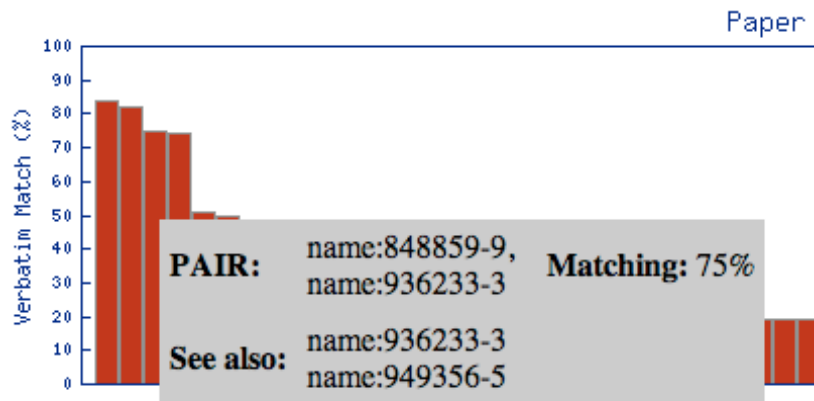 Paper
Verbatim Match (%)
100
90
80
70
60
50
40
30
20
10
0
PAIR: name:848859-9, Matching: 75%
name:936233-3
See also: name:936233-3
name:949356-5